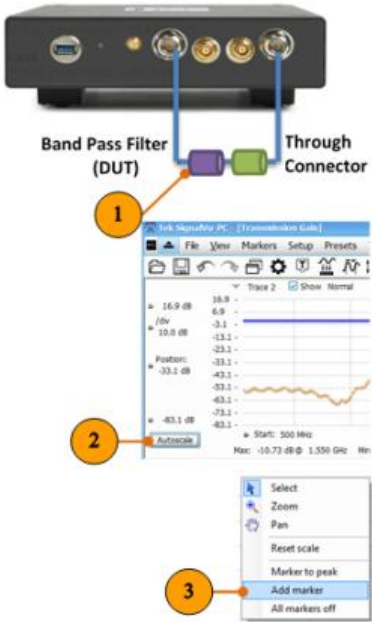 Band Pass Filter
(DUT)
Through
Connector
1
Tek SignalVu PC - [Transmission Gain]
File View Markers Setup Presets
Trace 2 Show Normal
16.9 dB
/div
10.0 dB
Position:
-33.1 dB
-83.1 dB
16.9
6.9
-3.1
-13.1
-23.1
-33.1
-43.1
-53.1
-63.1
-73.1
-83.1
Autoscale
Start: 500 MHz
Max: -10.73 dB @ 1.550 GHz
2
Select
Zoom
Pan
Reset scale
Marker to peak
Add marker
All markers off
3